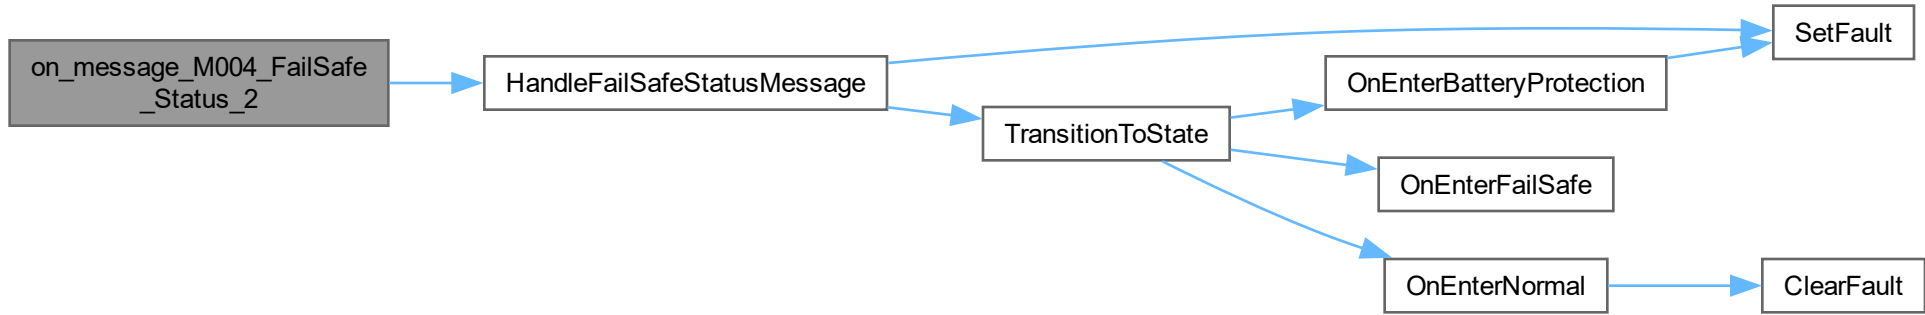 on_message_M004_FailSafe
_Status_2
HandleFailSafeStatusMessage
TransitionToState
OnEnterBatteryProtection
SetFault
OnEnterFailSafe
OnEnterNormal
ClearFault